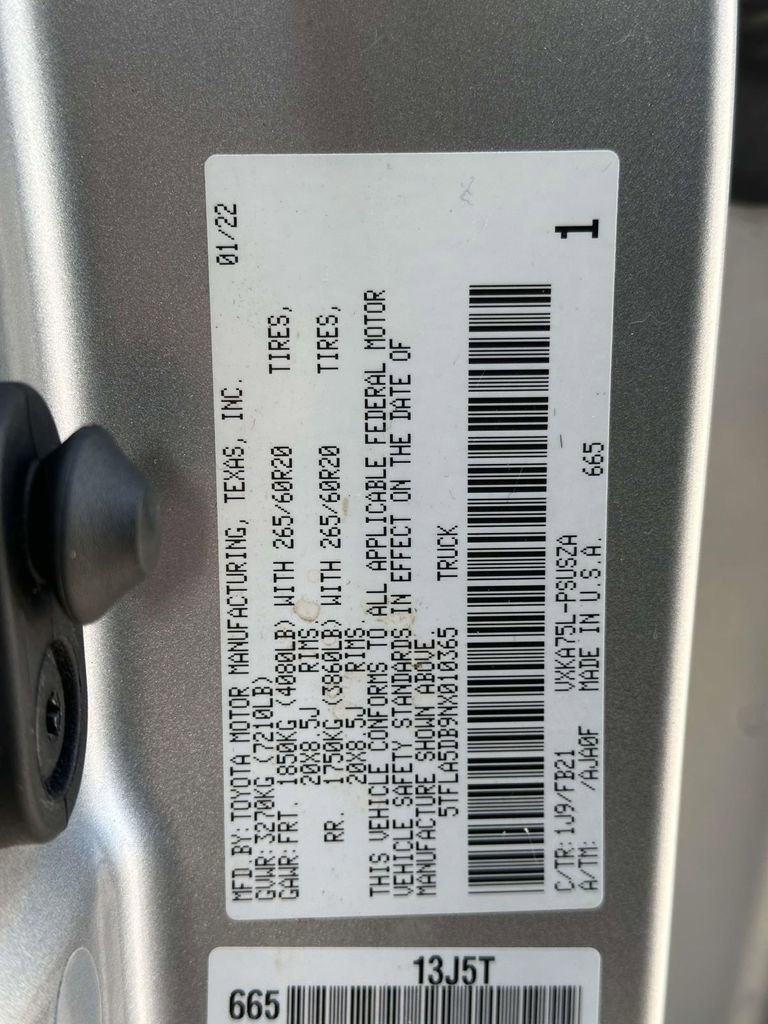 01/22
MFD.BY:TOYOTA MOTOR MANUFACTURING, TEXAS, INC.
GVWR:3270KG (7210LB)
GAWR:FRT. 1850KG (4080LB) WITH 265/60R20 TIRES,
20X8.5J RIMS
RR. 1750KG (3860LB) WITH 265/60R20 TIRES,
20X8.5J RIMS.
THIS VEHICLE CONFORMS TO ALL APPLICABLE FEDERAL MOTOR
VEHICLE SAFETY STANDARDS IN EFFECT ON THE DATE OF
MANUFACTURE SHOWN ABOVE
5TFLA5DB9NX010365 TRUCK
C/TR:1J9/FB21 VXKA75L-PSUSZA
A/TM: /AJA0F MADE IN U.S.A. 665
1
13J5T
665